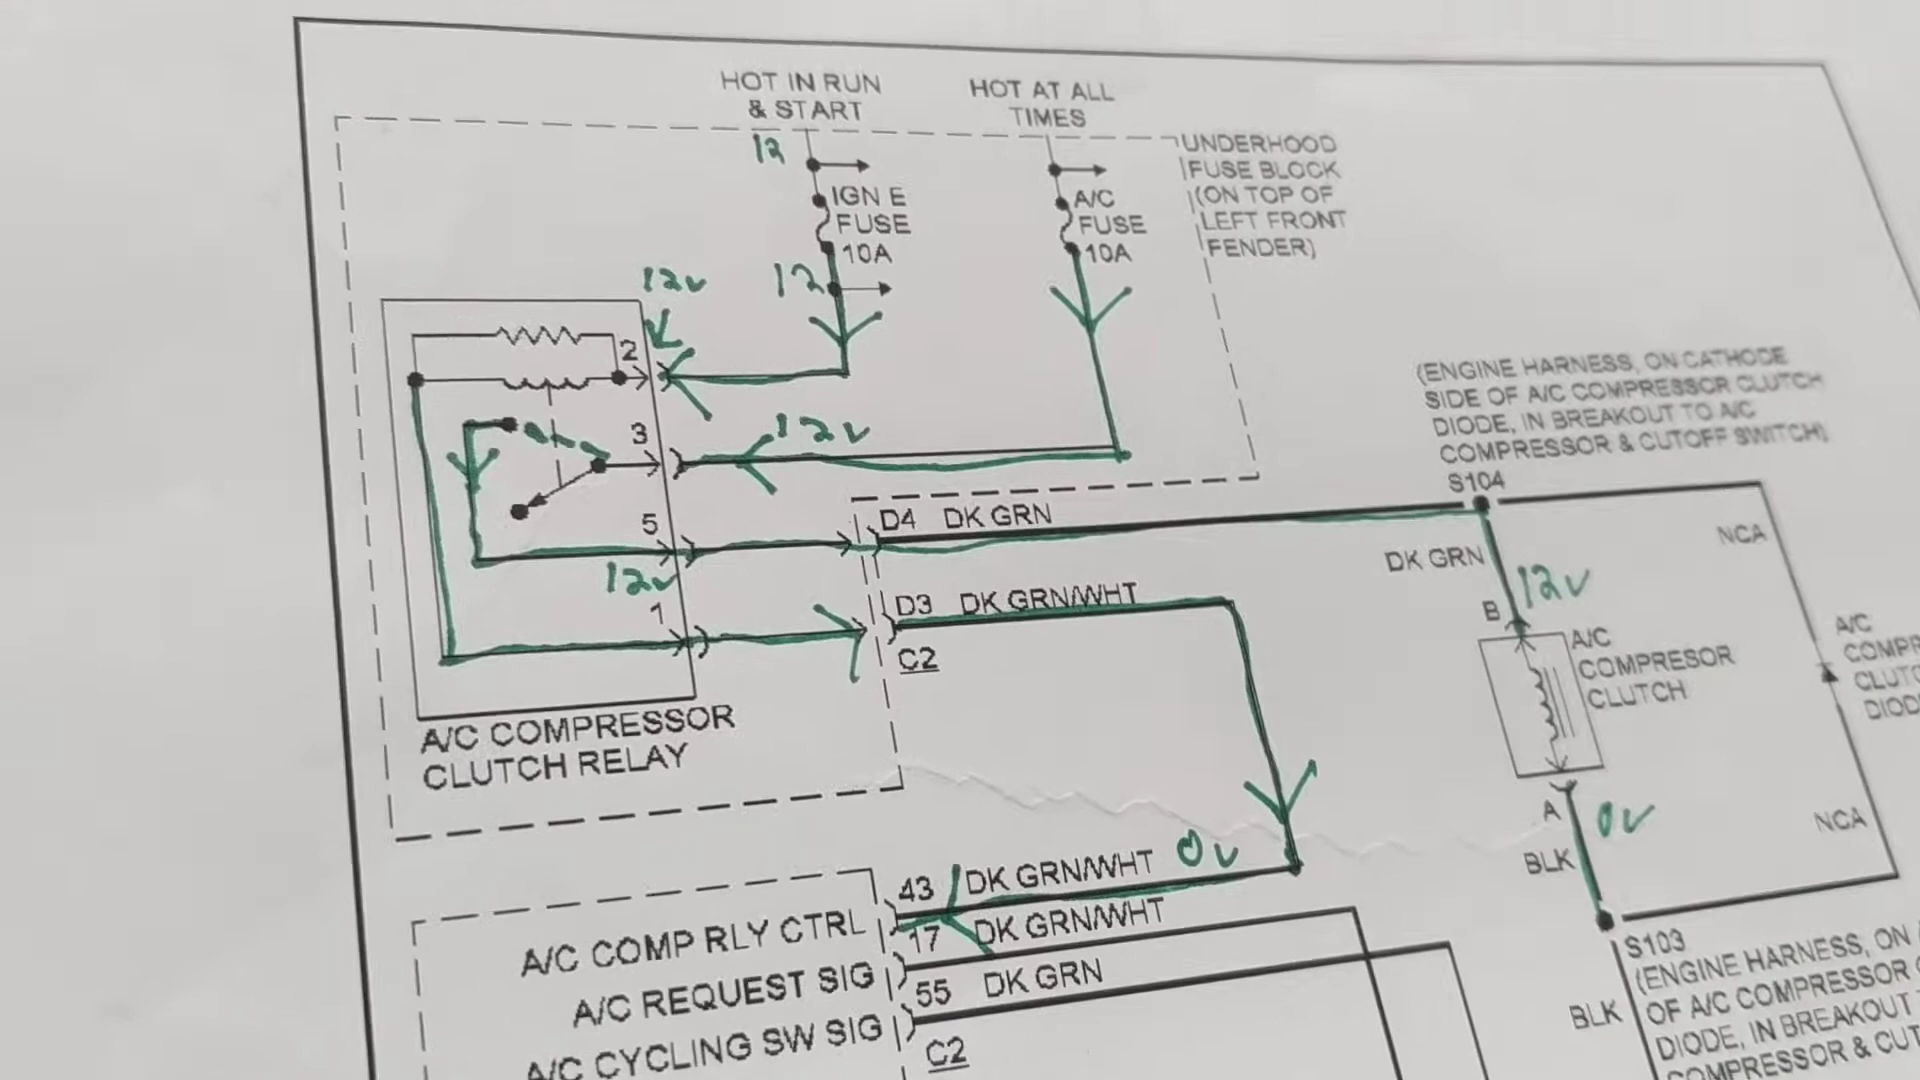 HOT IN RUN
& START
HOT AT ALL
TIMES
UNDERHOOD
FUSE BLOCK
(ON TOP OF
LEFT FRONT
FENDER)
12
IGN E
FUSE
10A
A/C
FUSE
10A
12v
12
2
3
12v
5
12v
1
A/C COMPRESSOR
CLUTCH RELAY
D4 DK GRN
D3 DK GRN/WHT
C2
(ENGINE HARNESS, ON CATHODE
SIDE OF A/C COMPRESSOR CLUTCH
DIODE, IN BREAKOUT TO A/C
COMPRESSOR & CUTOFF SWITCH)
S104
NCA
DK GRN
12v
B
A/C
COMPRESOR
CLUTCH
A
0v
BLK
NCA
A/C
DIOD
S103
(ENGINE HARNESS, ON
OF A/C COMPRESSOR
DIODE, IN BREAKOUT
COMPRESSOR &
BLK
0v
43 DK GRN/WHT
A/C COMP RLY CTRL
17 DK GRN/WHT
A/C REQUEST SIG
55 DK GRN
A/C CYCLING SW SIG
C2